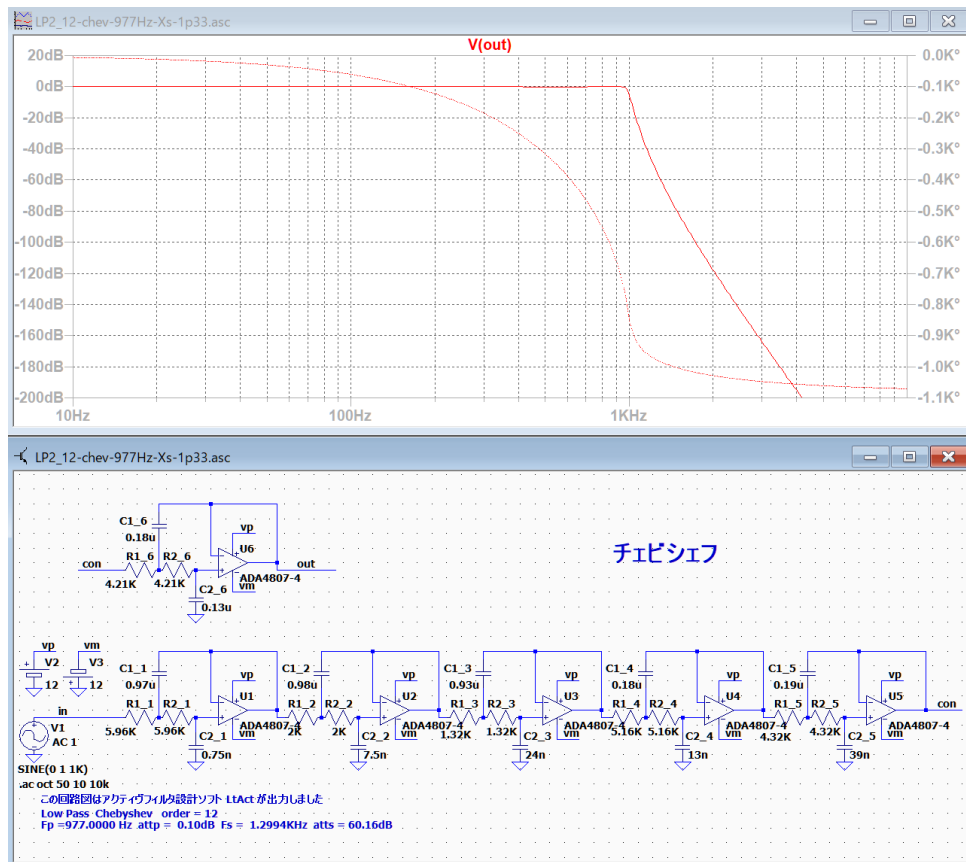 LP2_12-chev-977Hz-Xs-1p33.asc
V(out)
20dB
0dB
-20dB
-40dB
-60dB
-80dB
-100dB
-120dB
-140dB
-160dB
-180dB
-200dB
0.0K°
-0.1K°
-0.2K°
-0.3K°
-0.4K°
-0.5K°
-0.6K°
-0.7K°
-0.8K°
-0.9K°
-1.0K°
-1.1K°
10Hz
100Hz
1KHz
LP2_12-chev-977Hz-Xs-1p33.asc
チェビシェフ
C1_6
0.18u
vp
U6
con
R1_6
R2_6
out
4.21K
4.21K
ADA4807-4
vm
C2_6
0.13u
vp
V2
12
vm
V3
12
in
V1
AC 1
SINE(0 1 1K)
.ac oct 50 10 10k
C1_1
0.97u
vp
U1
R1_1
R2_1
5.96K
5.96K
ADA4807-4
vm
C2_1
0.75n
C1_2
0.98u
vp
U2
R1_2
R2_2
2K
2K
ADA4807-4
vm
C2_2
7.5n
C1_3
0.93u
vp
U3
R1_3
R2_3
1.32K
1.32K
ADA4807-4
vm
C2_3
24n
C1_4
0.18u
vp
U4
R1_4
R2_4
5.16K
5.16K
ADA4807-4
vm
C2_4
13n
C1_5
0.19u
vp
U5
R1_5
R2_5
4.32K
4.32K
ADA4807-4
vm
C2_5
39n
con
この回路図はアクティヴフィルタ設計ソフト LtAct が出力しました
Low Pass Chebyshev order = 12
Fp =977.0000 Hz attp = 0.10dB Fs = 1.2994KHz atts = 60.16dB